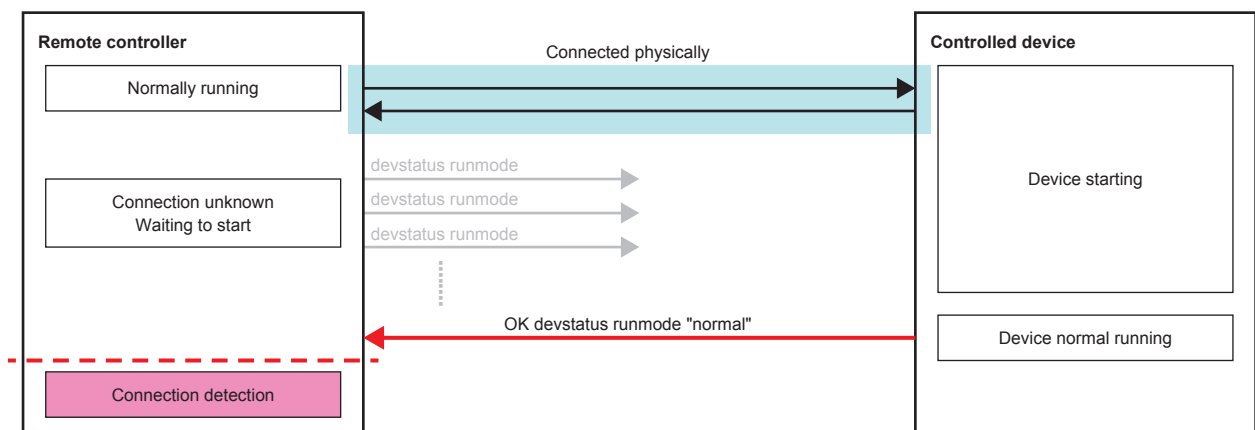 Remote controller
Connected physically
Controlled device
Normally running
devstatus runmode
Device starting
Connection unknown
Waiting to start
devstatus runmode
devstatus runmode
OK devstatus runmode "normal"
Device normal running
Connection detection